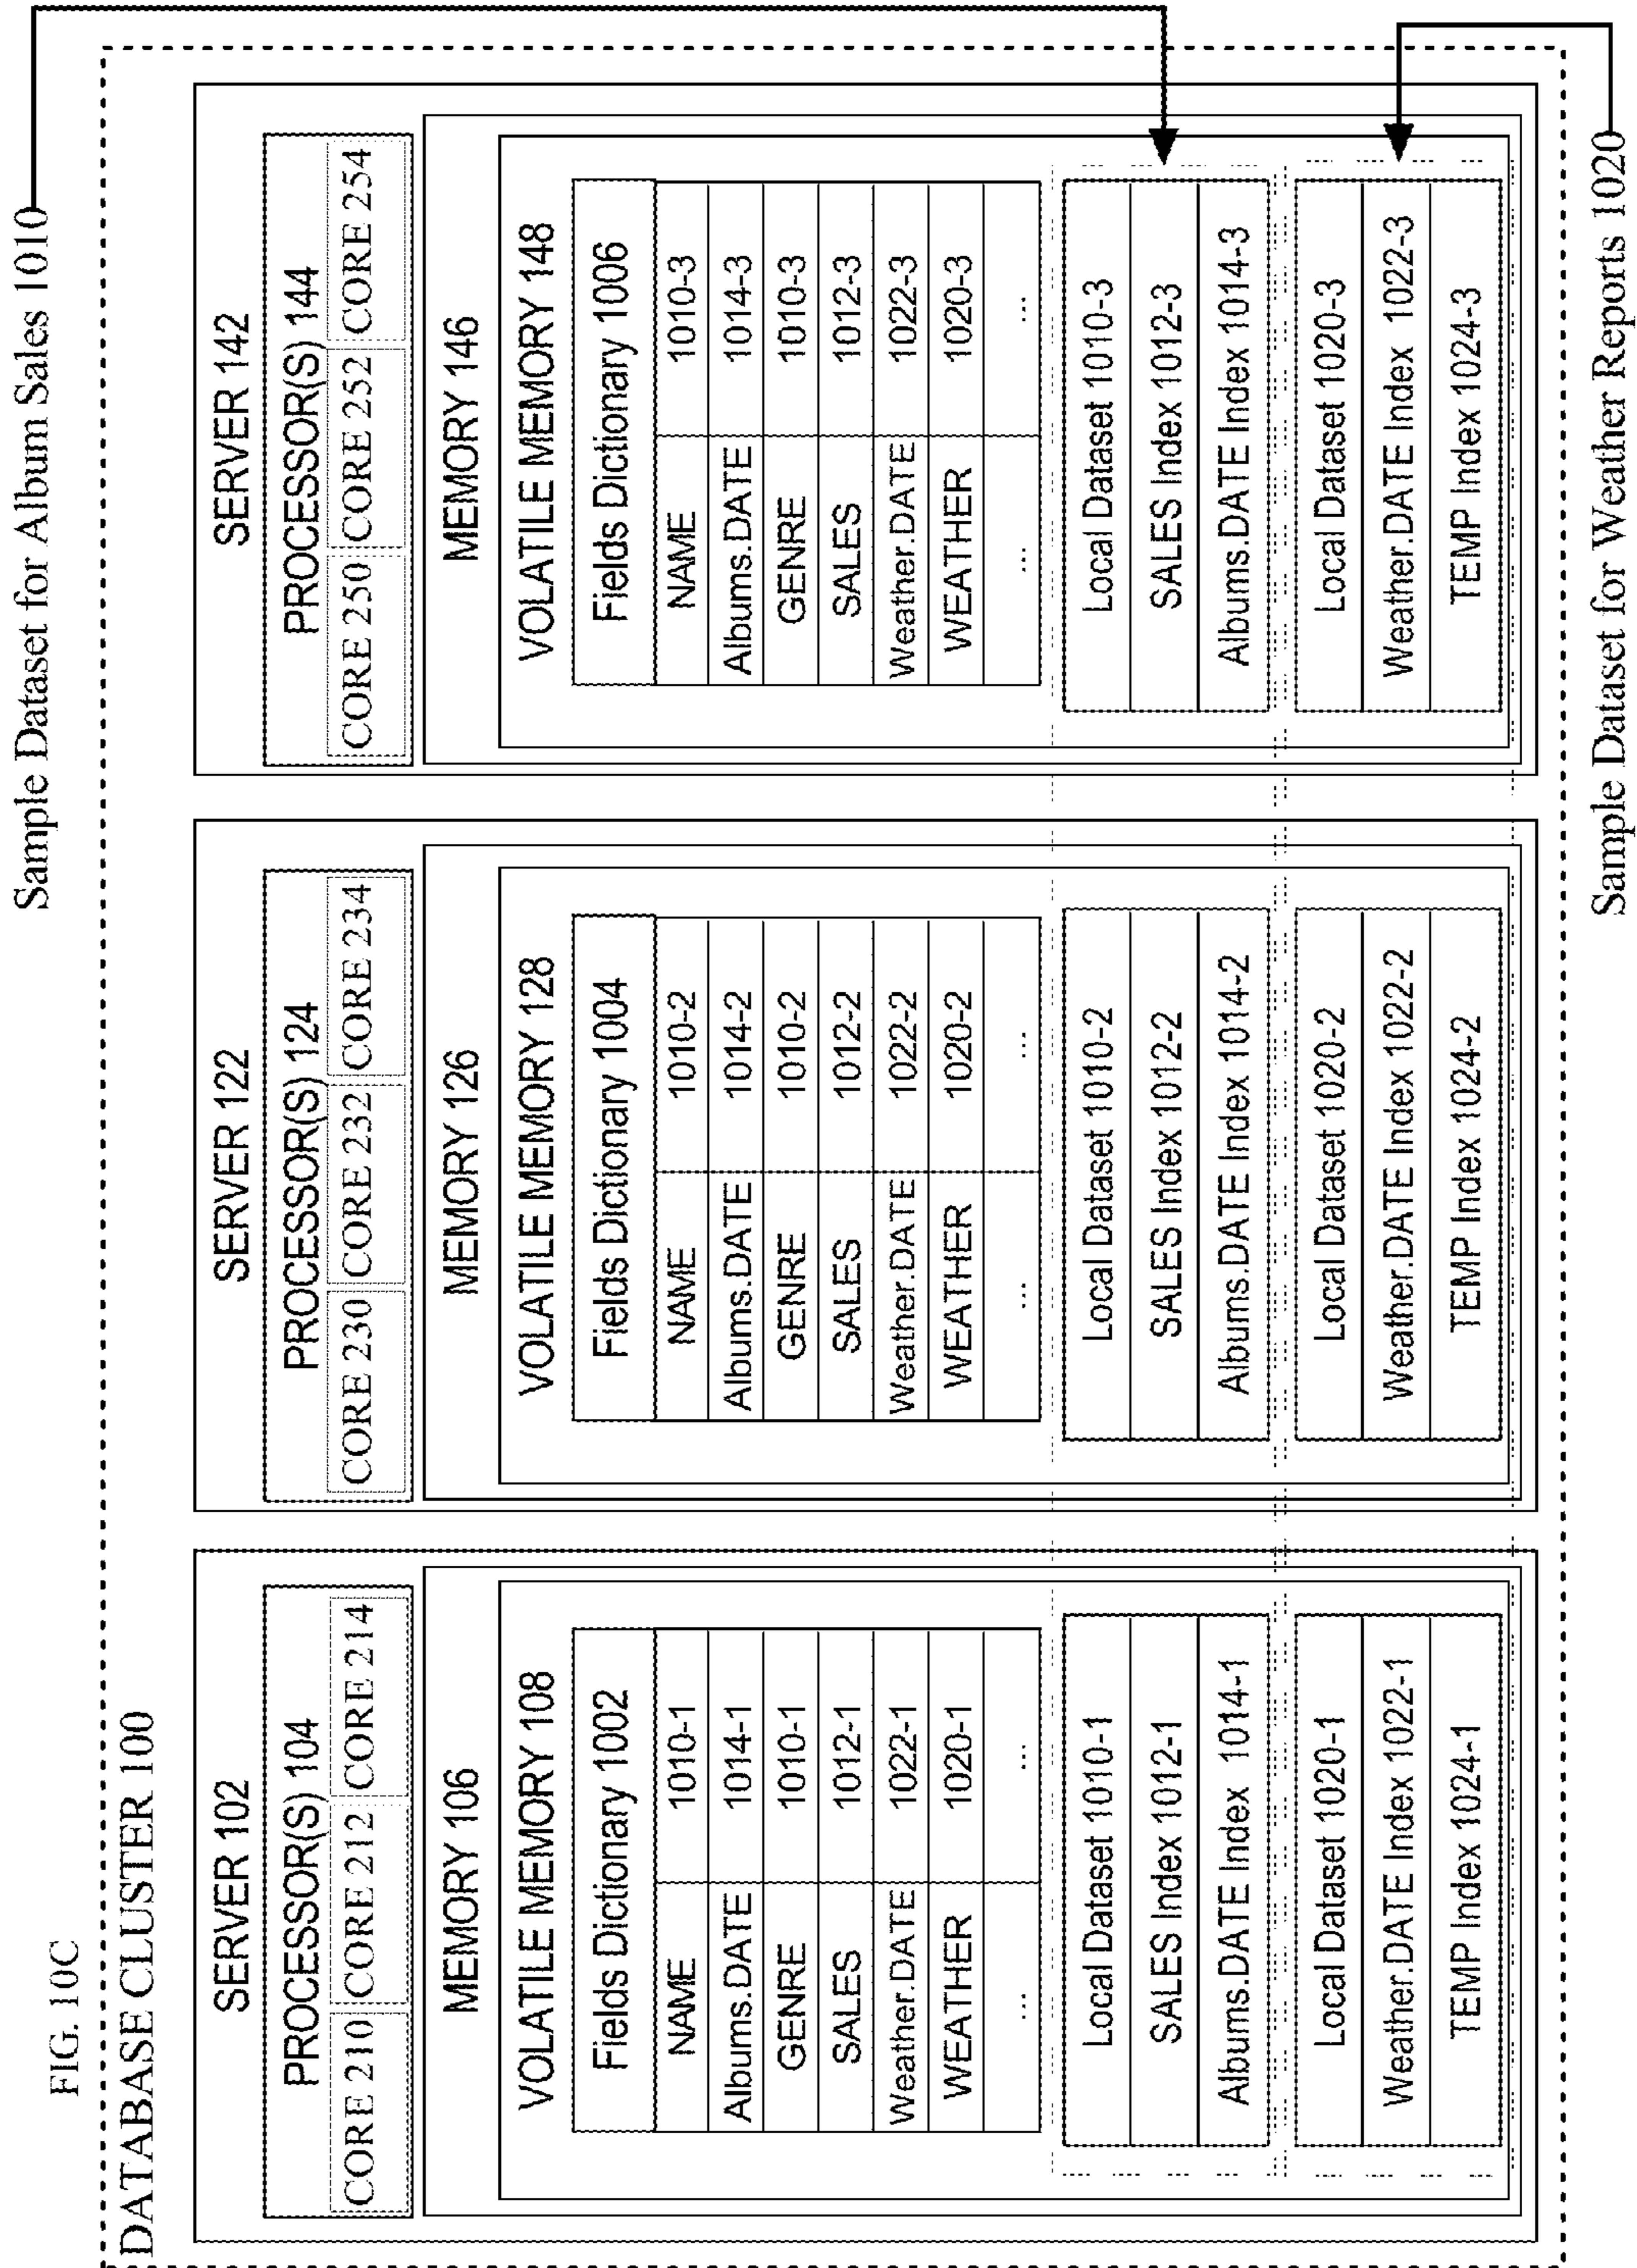 FIG. 10C
Sample Dataset for Album Sales 1010
DATABASE CLUSTER 100
SERVER 102
PROCESSOR(S) 104
CORE 210 CORE 212 CORE 214
MEMORY 106
VOLATILE MEMORY 108
Fields Dictionary 1002
NAME 1010-1
Albums.DATE 1014-1
GENRE 1010-1
SALES 1012-1
Weather.DATE 1022-1
WEATHER 1020-1
... ...
Local Dataset 1010-1
SALES Index 1012-1
Albums.DATE Index 1014-1
Local Dataset 1020-1
Weather.DATE Index 1022-1
TEMP Index 1024-1
SERVER 122
PROCESSOR(S) 124
CORE 230 CORE 232 CORE 234
MEMORY 126
VOLATILE MEMORY 128
Fields Dictionary 1004
NAME 1010-2
Albums.DATE 1014-2
GENRE 1010-2
SALES 1012-2
Weather.DATE 1022-2
WEATHER 1020-2
... ...
Local Dataset 1010-2
SALES Index 1012-2
Albums.DATE Index 1014-2
Local Dataset 1020-2
Weather.DATE Index 1022-2
TEMP Index 1024-2
SERVER 142
PROCESSOR(S) 144
CORE 250 CORE 252 CORE 254
MEMORY 146
VOLATILE MEMORY 148
Fields Dictionary 1006
NAME 1010-3
Albums.DATE 1014-3
GENRE 1010-3
SALES 1012-3
Weather.DATE 1022-3
WEATHER 1020-3
... ...
Local Dataset 1010-3
SALES Index 1012-3
Albums.DATE Index 1014-3
Local Dataset 1020-3
Weather.DATE Index 1022-3
TEMP Index 1024-3
Sample Dataset for Weather Reports 1020